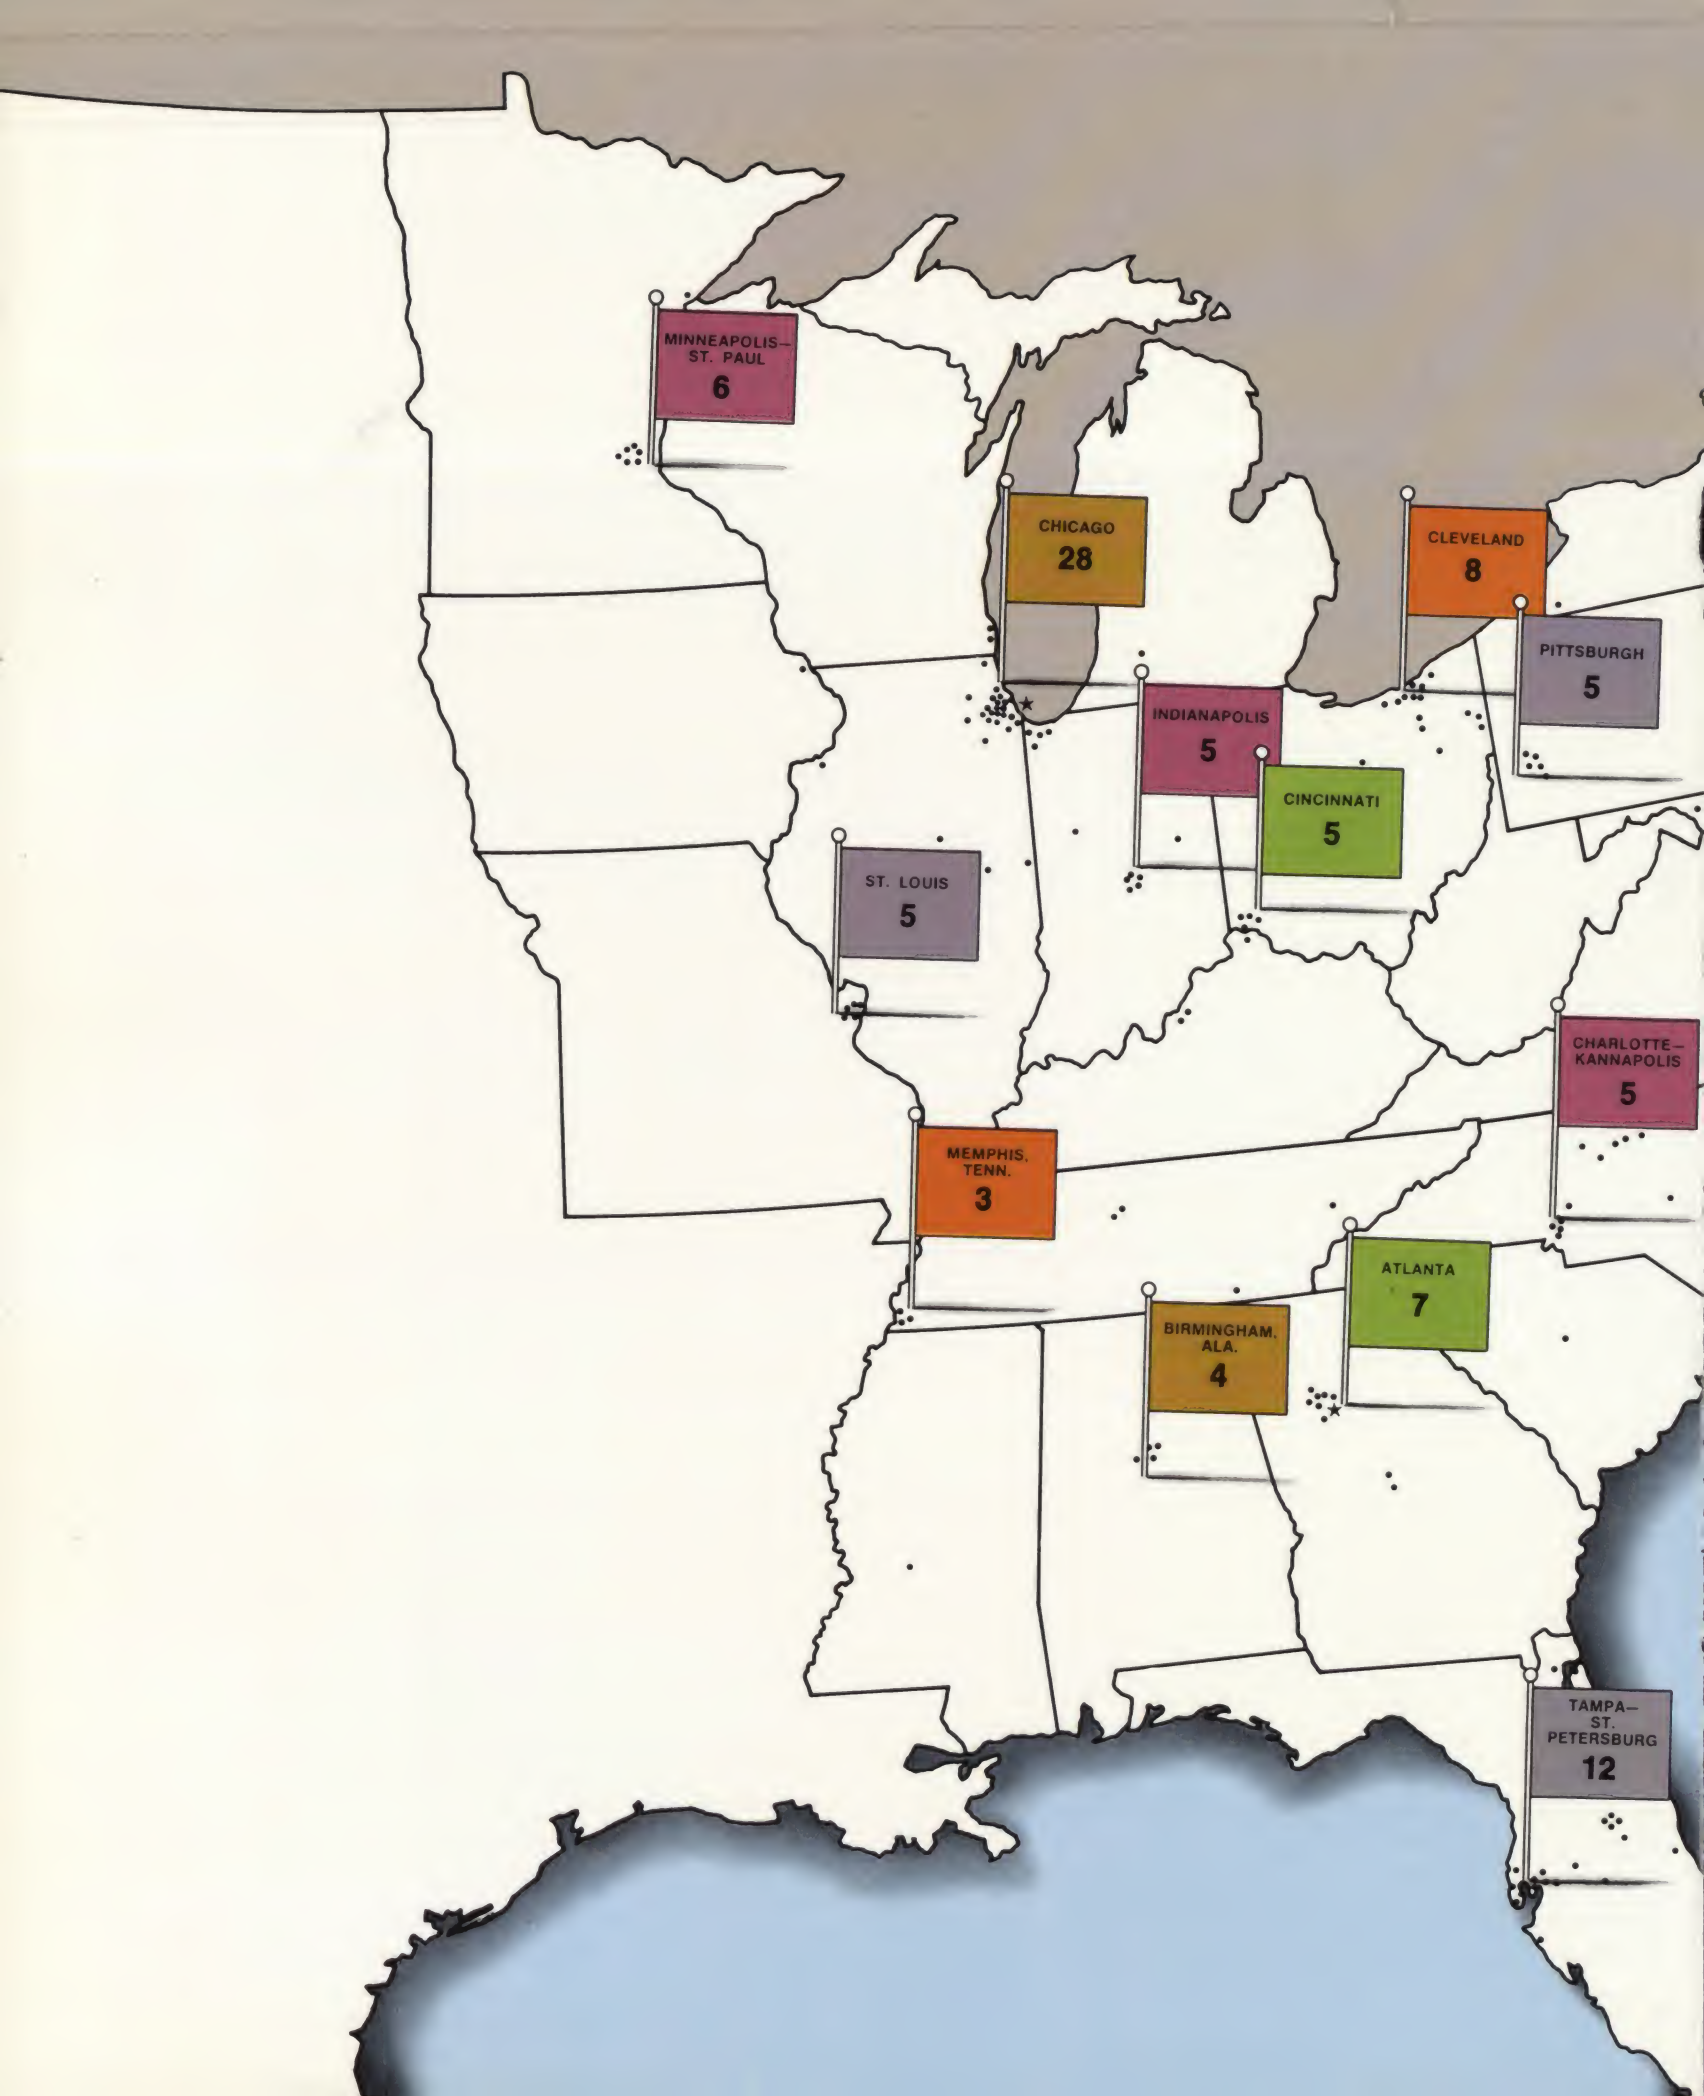 MINNEAPOLIS—
ST. PAUL
6
CHICAGO
28
CLEVELAND
8
PITTSBURGH
5
INDIANAPOLIS
5
CINCINNATI
5
ST. LOUIS
5
CHARLOTTE—
KANNAPOLIS
5
MEMPHIS,
TENN.
3
ATLANTA
7
BIRMINGHAM,
ALA.
4
TAMPA—
ST.
PETERSBURG
12